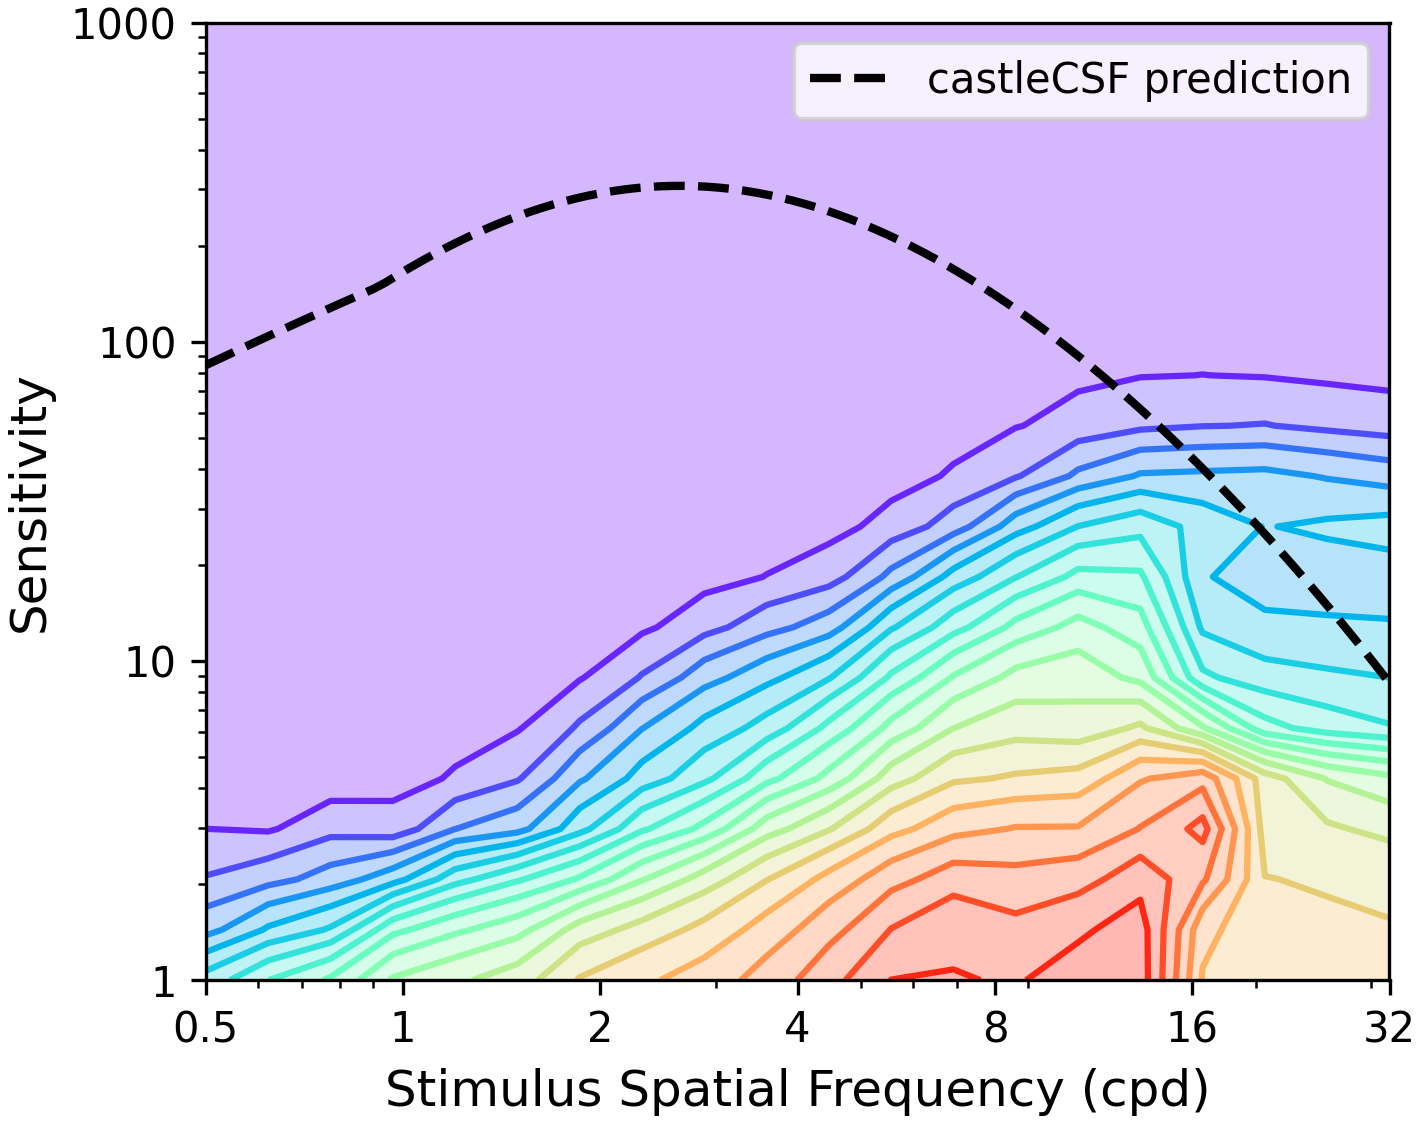 1000
100
10
1
Sensitivity
castleCSF prediction
0.5 1 2 4 8 16 32
Stimulus Spatial Frequency (cpd)